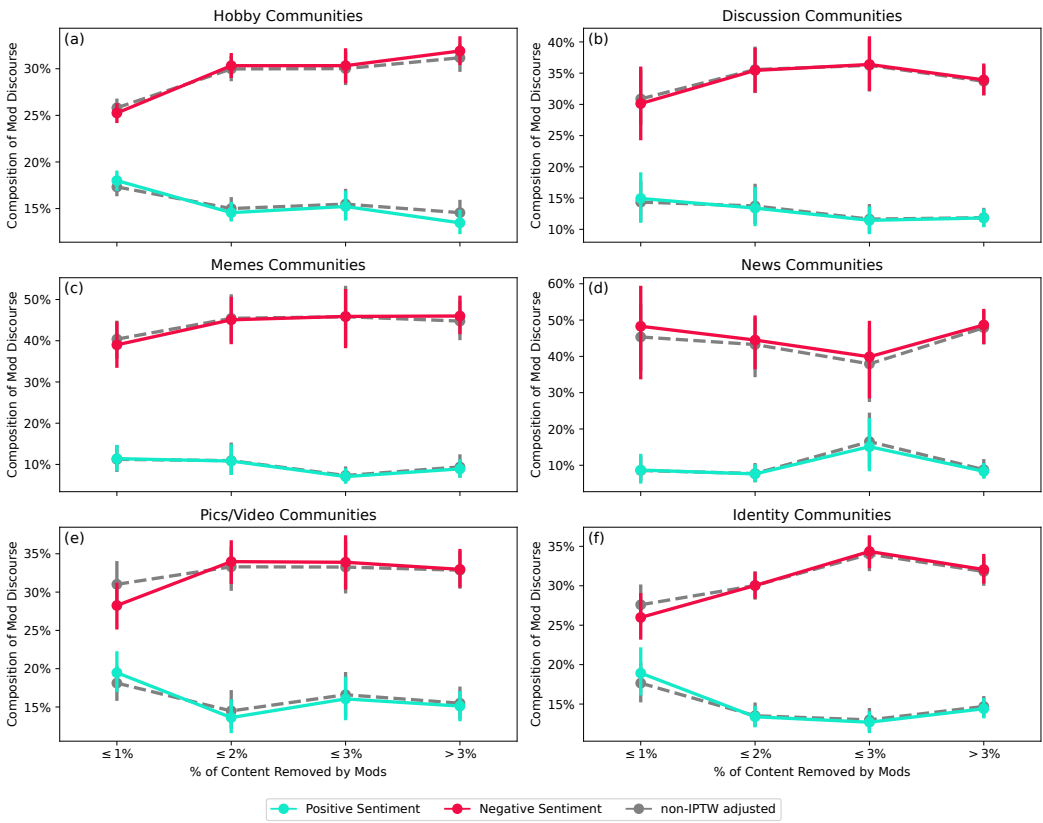 Hobby Communities
(a)
Composition of Mod Discourse
30%
25%
20%
15%
Discussion Communities
(b)
Composition of Mod Discourse
40%
35%
30%
25%
20%
15%
10%
Memes Communities
(c)
Composition of Mod Discourse
50%
40%
30%
20%
10%
News Communities
(d)
Composition of Mod Discourse
60%
50%
40%
30%
20%
10%
Pics/Video Communities
(e)
Composition of Mod Discourse
35%
30%
25%
20%
15%
≤1% ≤2% ≤3% >3%
% of Content Removed by Mods
Identity Communities
(f)
Composition of Mod Discourse
35%
30%
25%
20%
15%
≤1% ≤2% ≤3% >3%
% of Content Removed by Mods
Positive Sentiment Negative Sentiment non-IPTW adjusted